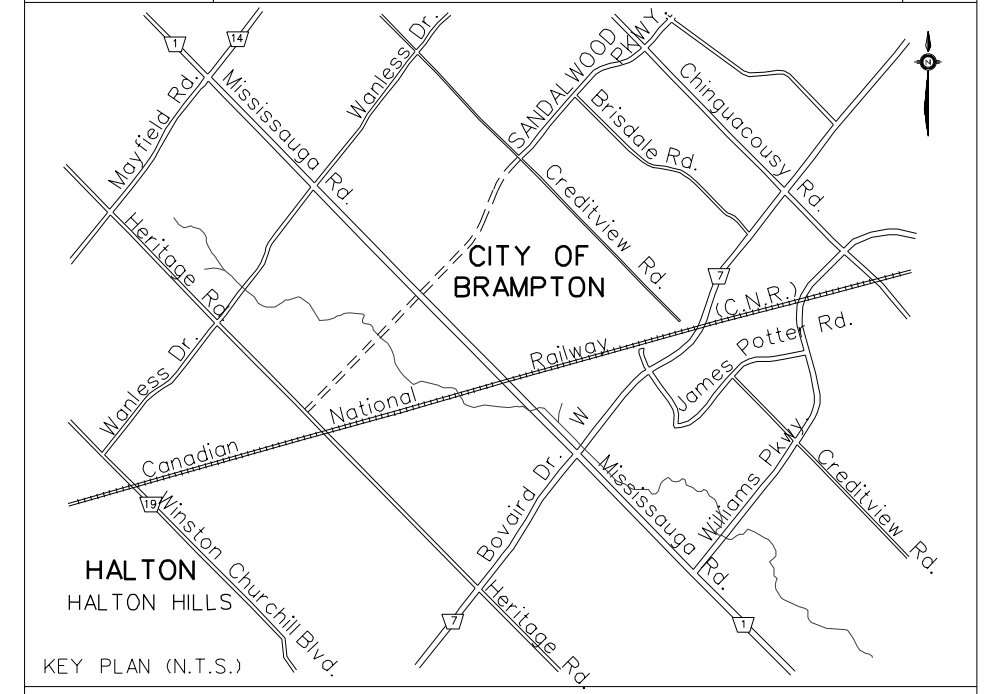 1
14
Mississauga Rd.
Mayfield Rd.
Wanless Dr.
SANDALWOOD PKWY.
Chinguacousy Rd.
Brisdale Rd.
Creditview Rd.
N
Heritage Rd.
CITY OF
BRAMPTON
7
(C.N.R.)
Canadian National Railway
James Potter Rd.
Wanless Dr.
Bovaird Dr. W
Mississauga Rd.
Williams Pkwy
Creditview Rd.
19
Winston Churchill Blvd.
HALTON
HALTON HILLS
7
Heritage Rd.
1
KEY PLAN (N.T.S.)